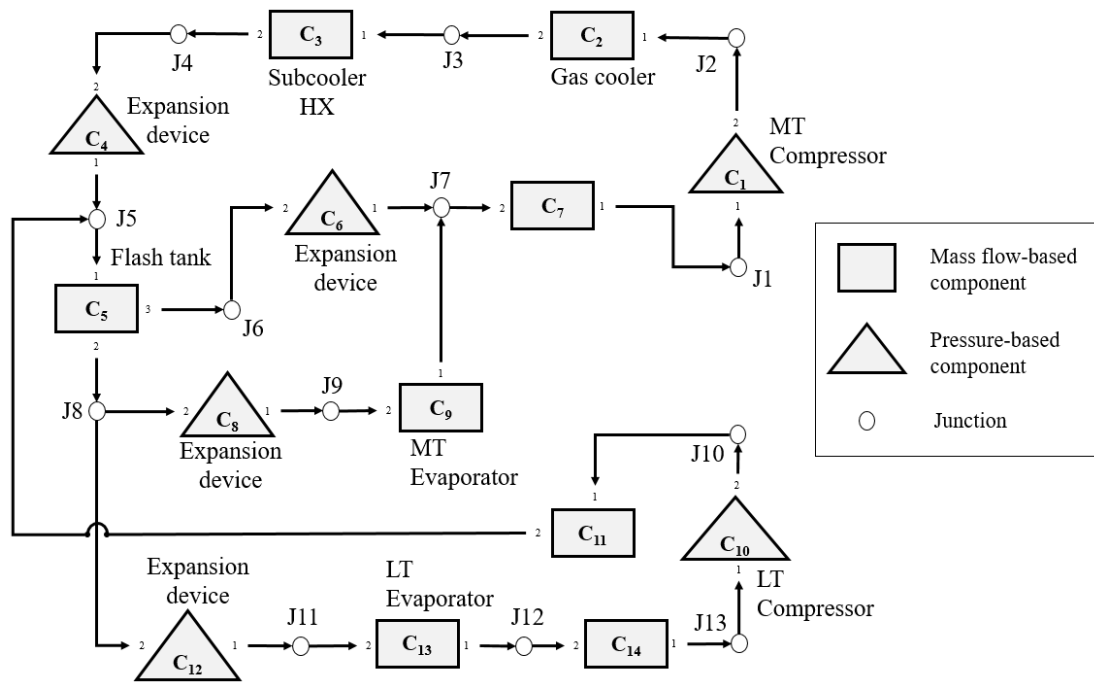 2
C3
1
2
C2
1
J4
J3
J2
Subcooler
HX
Gas cooler
2
Expansion
device
C4
1
2
MT
Compressor
C1
1
J5
2
C6
1
J7
2
C7
1
Expansion
device
J1
Flash tank
1
C5
3
2
J6
Mass flow-based
component
Pressure-based
component
Junction
J8
2
C8
1
J9
1
2
C9
Expansion
device
MT
Evaporator
J10
1
2
C11
2
C10
1
LT
Compressor
Expansion
device
LT
Evaporator
2
C12
1
J11
2
C13
1
J12
2
C14
1
J13